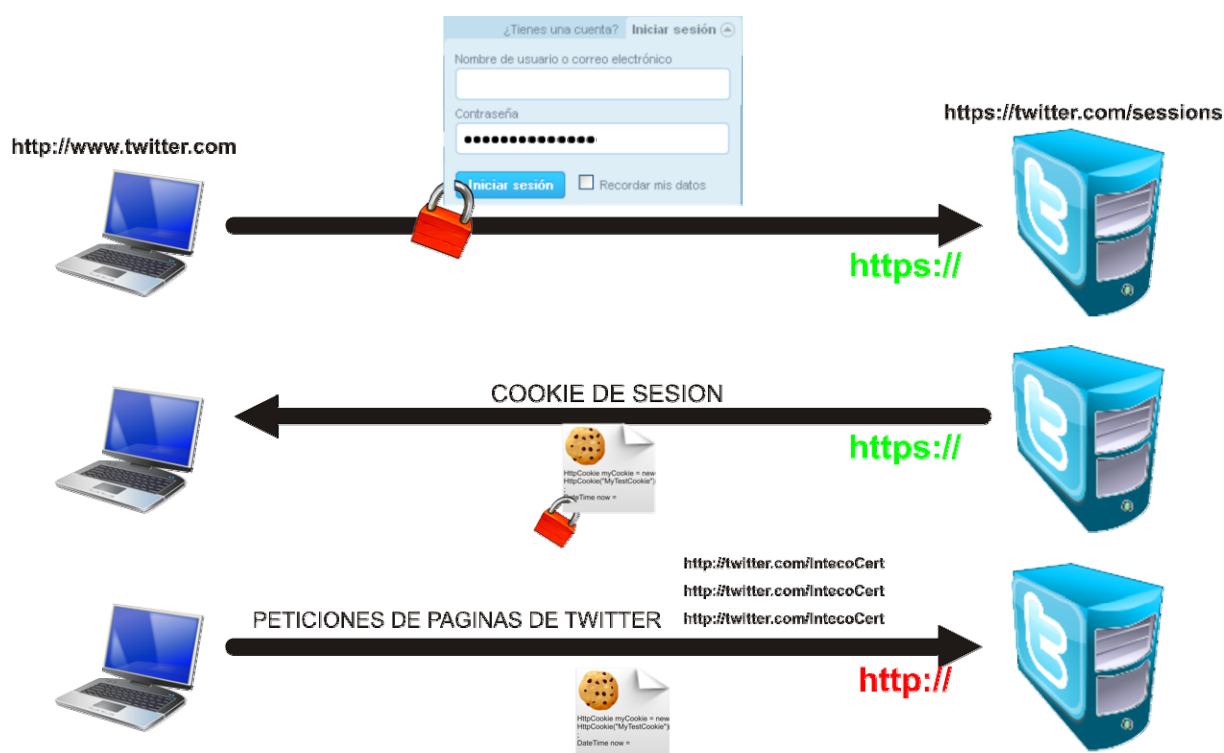 ¿Tienes una cuenta? Iniciar sesión
Nombre de usuario o correo electrónico
Contraseña
Iniciar sesión Recordar mis datos
http://www.twitter.com
https://twitter.com/sessions
https://
COOKIE DE SESION
https://
HttpCookie myCookie = new
HttpCookie("MyTestCookie")
:
DateTime now =
http://twitter.com/IntecoCert
http://twitter.com/IntecoCert
http://twitter.com/IntecoCert
PETICIONES DE PAGINAS DE TWITTER
http://
HttpCookie myCookie = new
HttpCookie("MyTestCookie")
:
DateTime now =